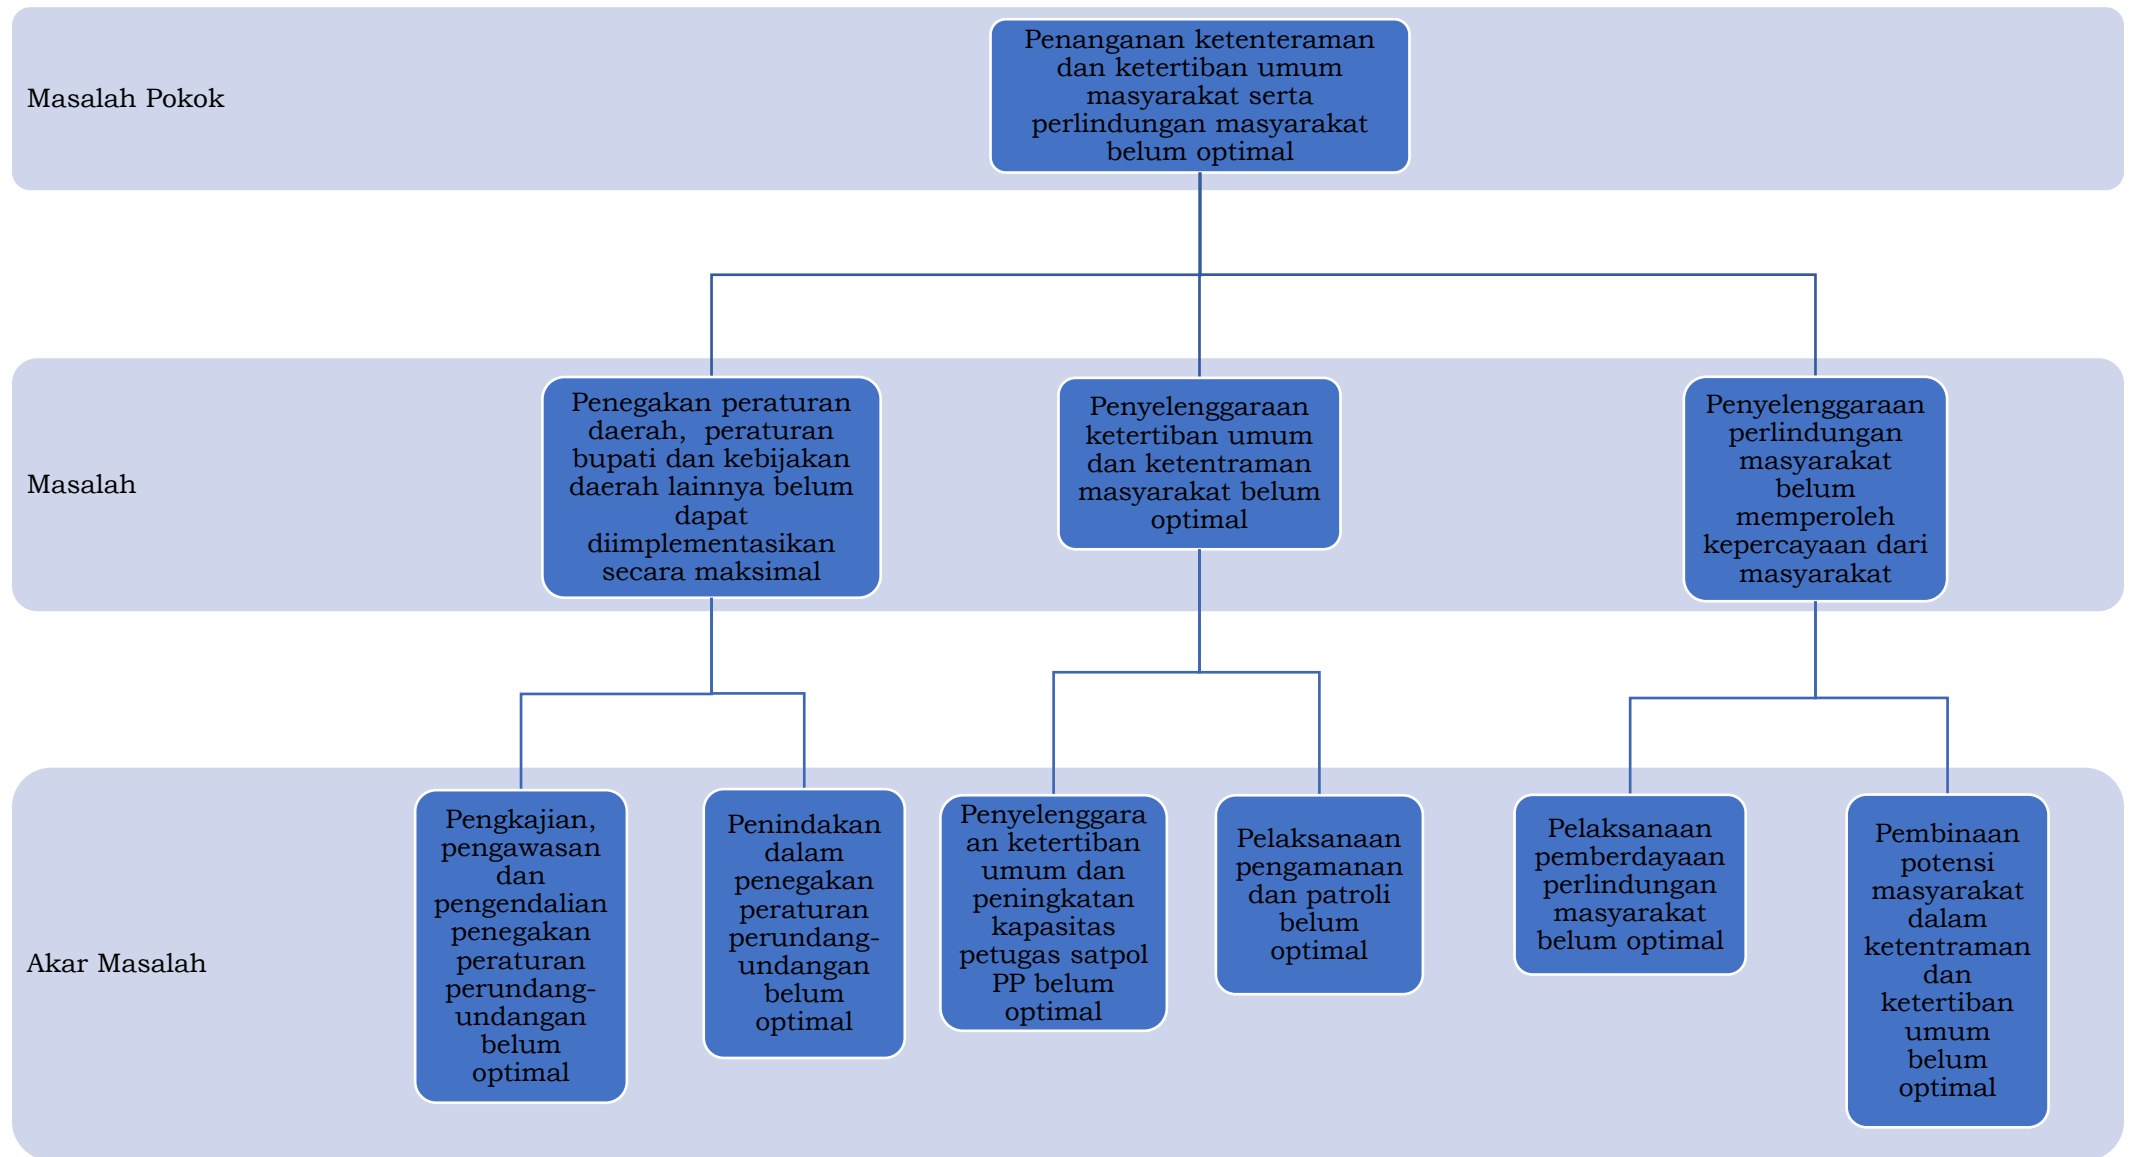 Masalah Pokok
Penanganan ketenteraman
dan ketertiban umum
masyarakat serta
perlindungan masyarakat
belum optimal
Masalah
Penegakan peraturan
daerah,  peraturan
bupati dan kebijakan
daerah lainnya belum
dapat
diimplementasikan
secara maksimal
Penyelenggaraan
ketertiban umum
dan ketentraman
masyarakat belum
optimal
Penyelenggaraan
perlindungan
masyarakat
belum
memperoleh
kepercayaan dari
masyarakat
Akar Masalah
Pengkajian,
pengawasan
dan
pengendalian
penegakan
peraturan
perundang-
undangan
belum
optimal
Penindakan
dalam
penegakan
peraturan
perundang-
undangan
belum
optimal
Penyelenggara
an ketertiban
umum dan
peningkatan
kapasitas
petugas satpol
PP belum
optimal
Pelaksanaan
pengamanan
dan patroli
belum
optimal
Pelaksanaan
pemberdayaan
perlindungan
masyarakat
belum optimal
Pembinaan
potensi
masyarakat
dalam
ketentraman
dan
ketertiban
umum
belum
optimal